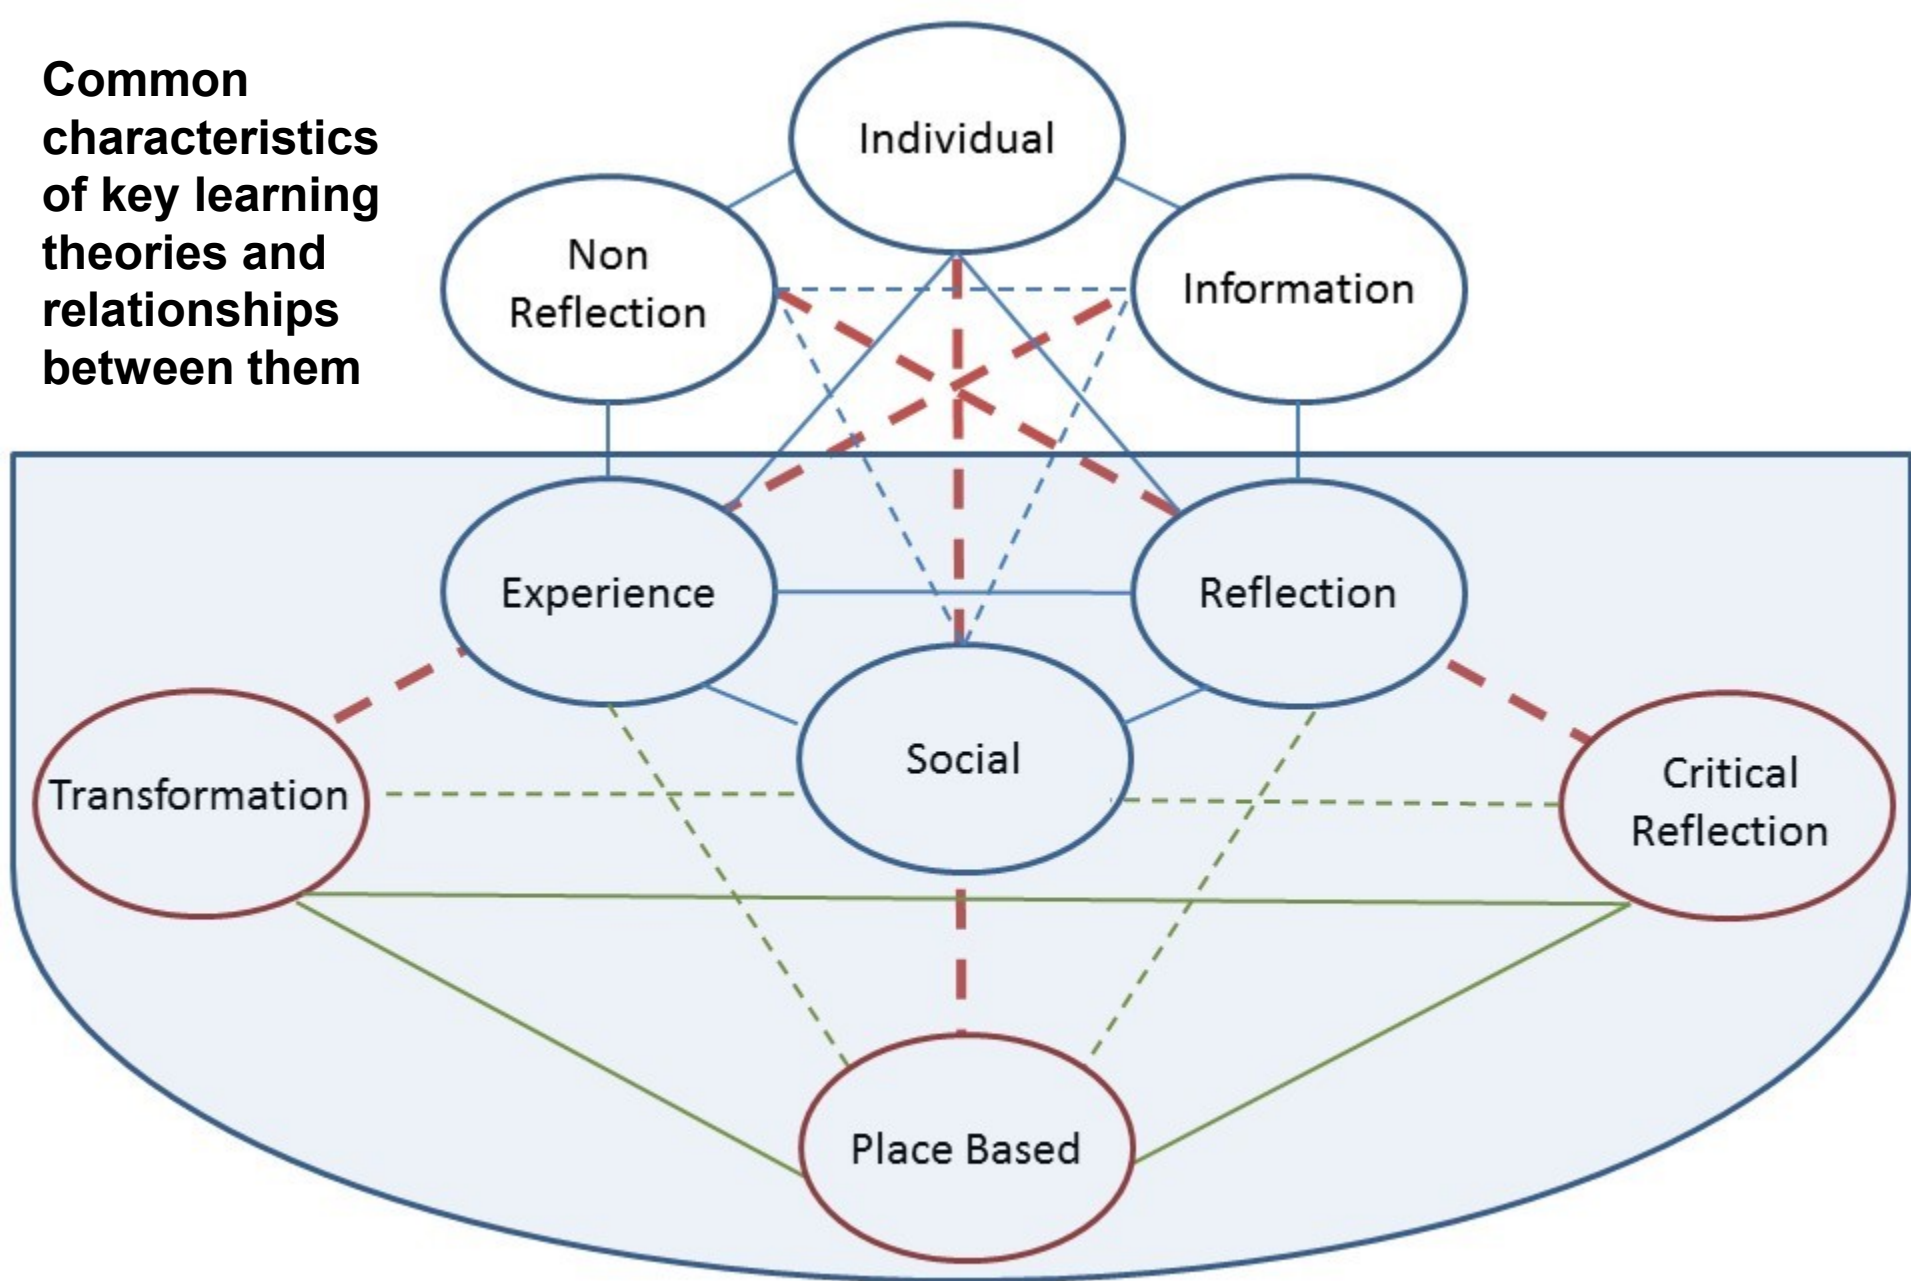 Common
characteristics
of key learning
theories and
relationships
between them
Individual
Non
Reflection
Information
Experience
Reflection
Social
Transformation
Critical
Reflection
Place Based